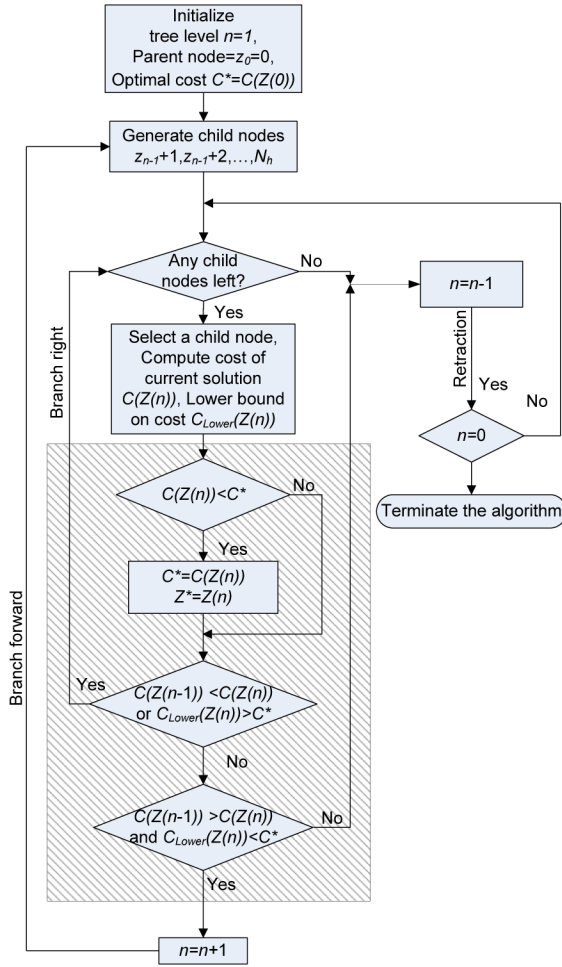 Initialize
tree level n=1,
Parent node=z0=0,
Optimal cost C*=C(Z(0))
Generate child nodes
zn-1+1,zn-1+2,...,Nh
Any child
nodes left?
No
Yes
Select a child node,
Compute cost of
current solution
C(Z(n)), Lower bound
on cost CLower(Z(n))
Branch right
n=n-1
Retraction
Yes
No
n=0
Terminate the algorithm
C(Z(n))<C*
No
Yes
C*=C(Z(n))
Z*=Z(n)
C(Z(n-1)) <C(Z(n))
or CLower(Z(n))>C*
Yes
No
C(Z(n-1)) >C(Z(n))
and CLower(Z(n))<C*
No
Yes
Branch forward
n=n+1